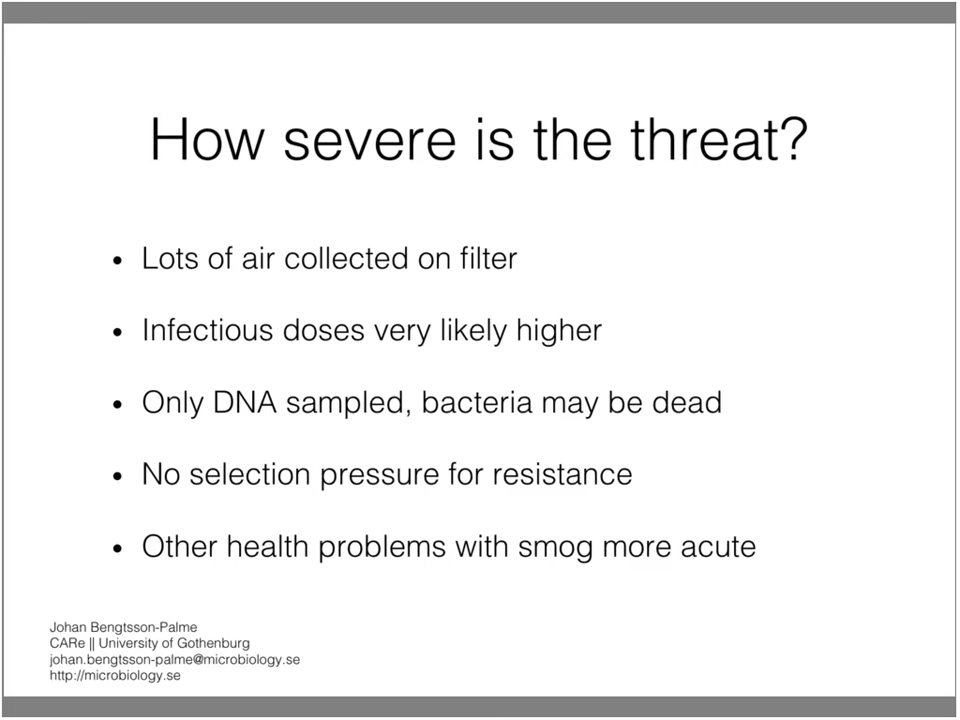 How severe is the threat?
• Lots of air collected on filter
• Infectious doses very likely higher
• Only DNA sampled, bacteria may be dead
• No selection pressure for resistance
• Other health problems with smog more acute
Johan Bengtsson-Palme
CARe || University of Gothenburg
johan.bengtsson-palme@microbiology.se
http://microbiology.se